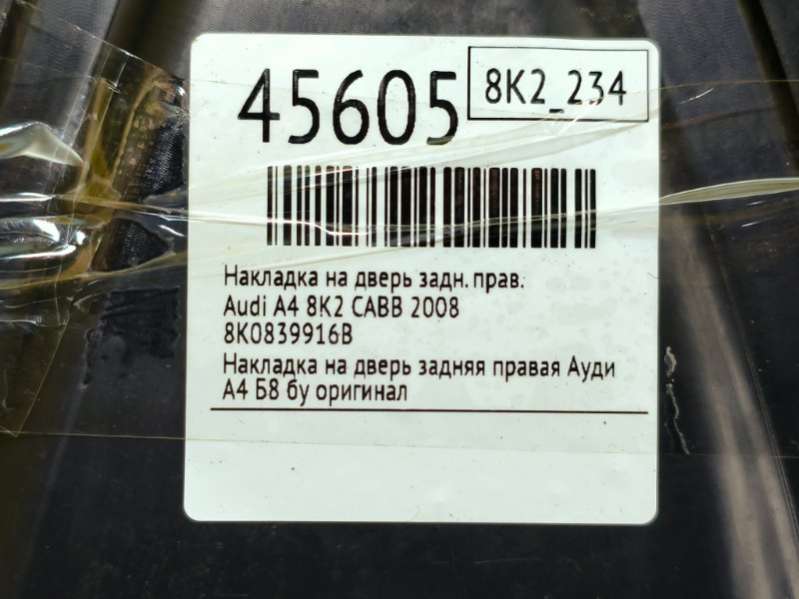 45605
8K2_234
Накладка на дверь задн. прав.
Audi A4 8K2 CABB 2008
8K0839916B
Накладка на дверь задняя правая Ауди
А4 Б8 бу оригинал